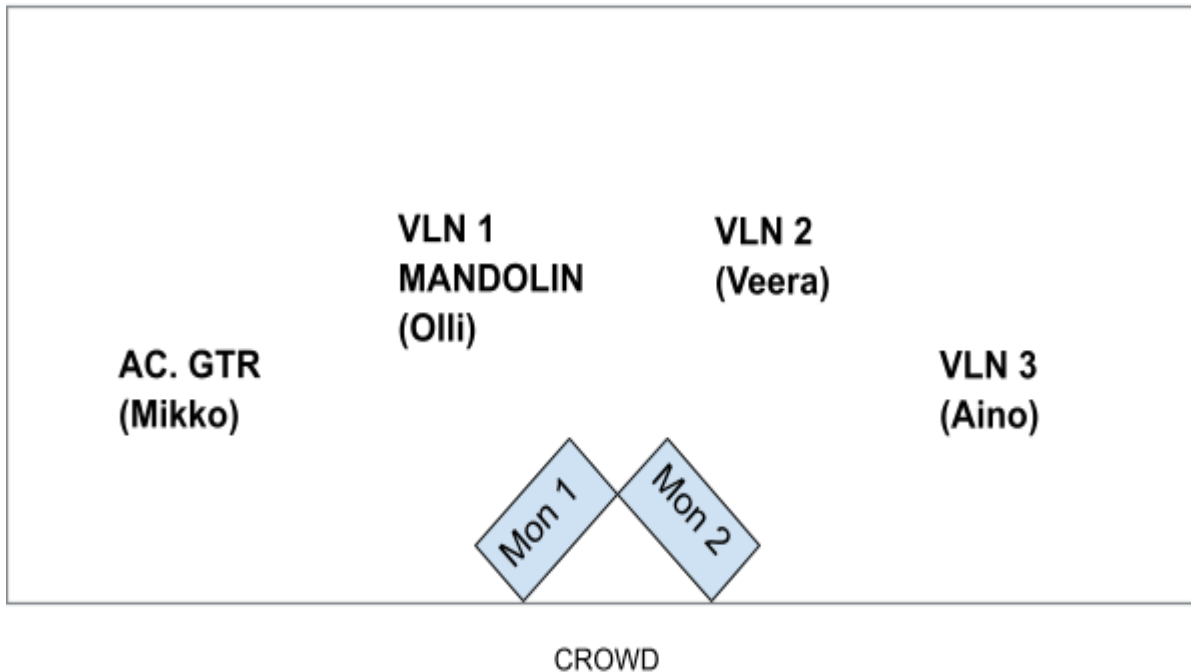 VLN 1
MANDOLIN
(Olli)
VLN 2
(Veera)
AC. GTR
(Mikko)
VLN 3
(Aino)
Mon 1
Mon 2
CROWD